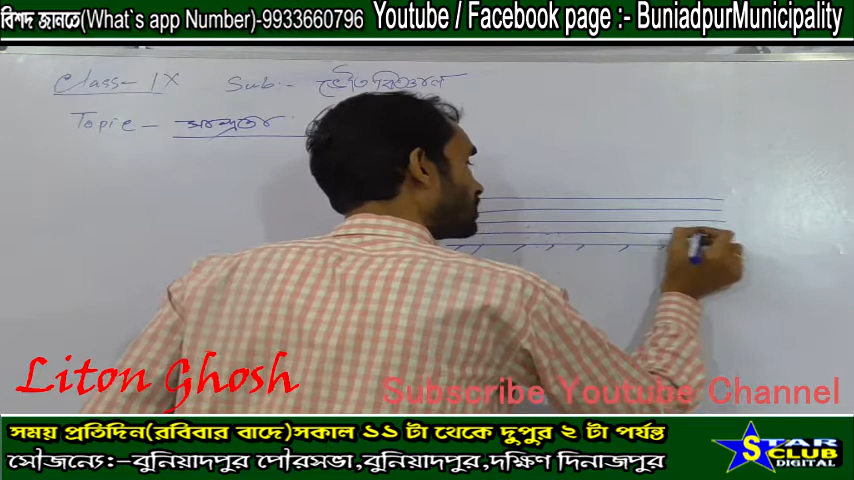 বিশদ জানতে(What`s app Number)-9933660796 Youtube / Facebook page :- BuniadpurMunicipality
Class- IX Sub:- ভৌত বিজ্ঞান
Topic - সান্দ্রতা
Liton Ghosh
Subscribe Youtube Channel
সময় প্রতিদিন(রবিবার বাদে)সকাল ১১ টা থেকে দুপুর ২ টা পর্যন্ত
সৌজন্যে:-বুনিয়াদপুর পৌরসভা,বুনিয়াদপুর,দক্ষিণ দিনাজপুর
STAR CLUB DIGITAL